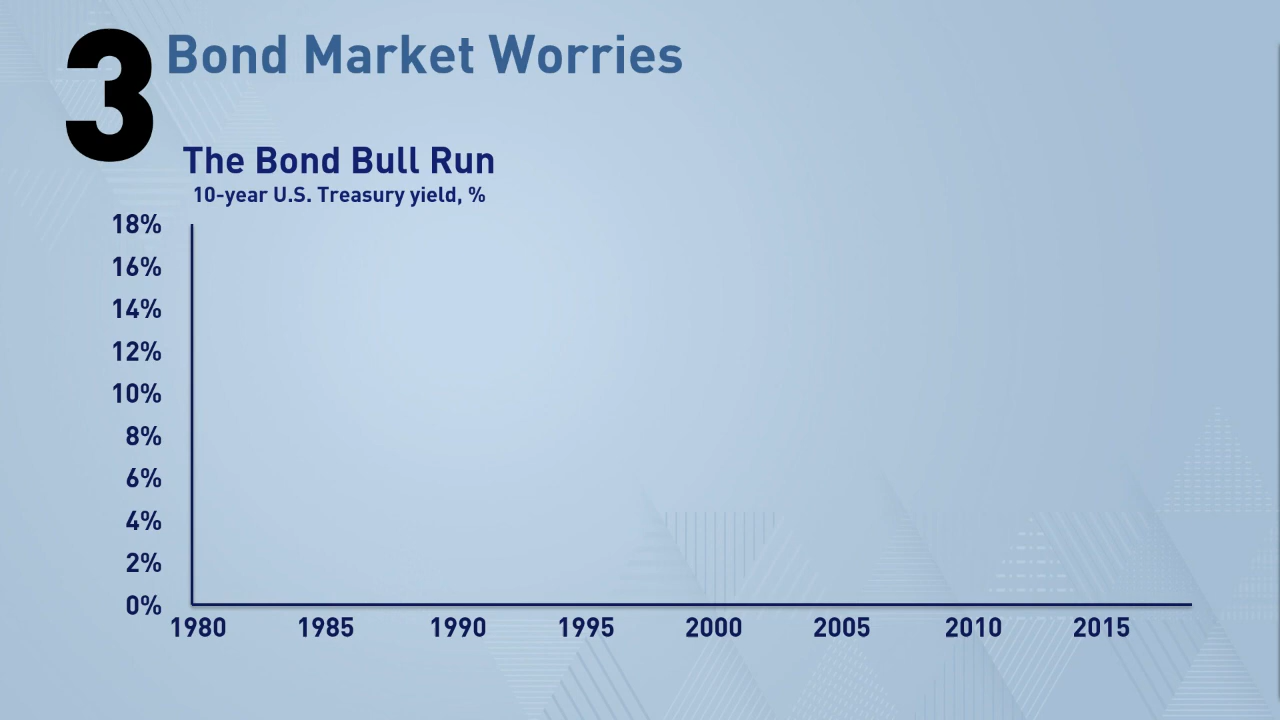 3 Bond Market Worries
The Bond Bull Run
10-year U.S. Treasury yield, %
18%
16%
14%
12%
10%
8%
6%
4%
2%
0%
1980 1985 1990 1995 2000 2005 2010 2015